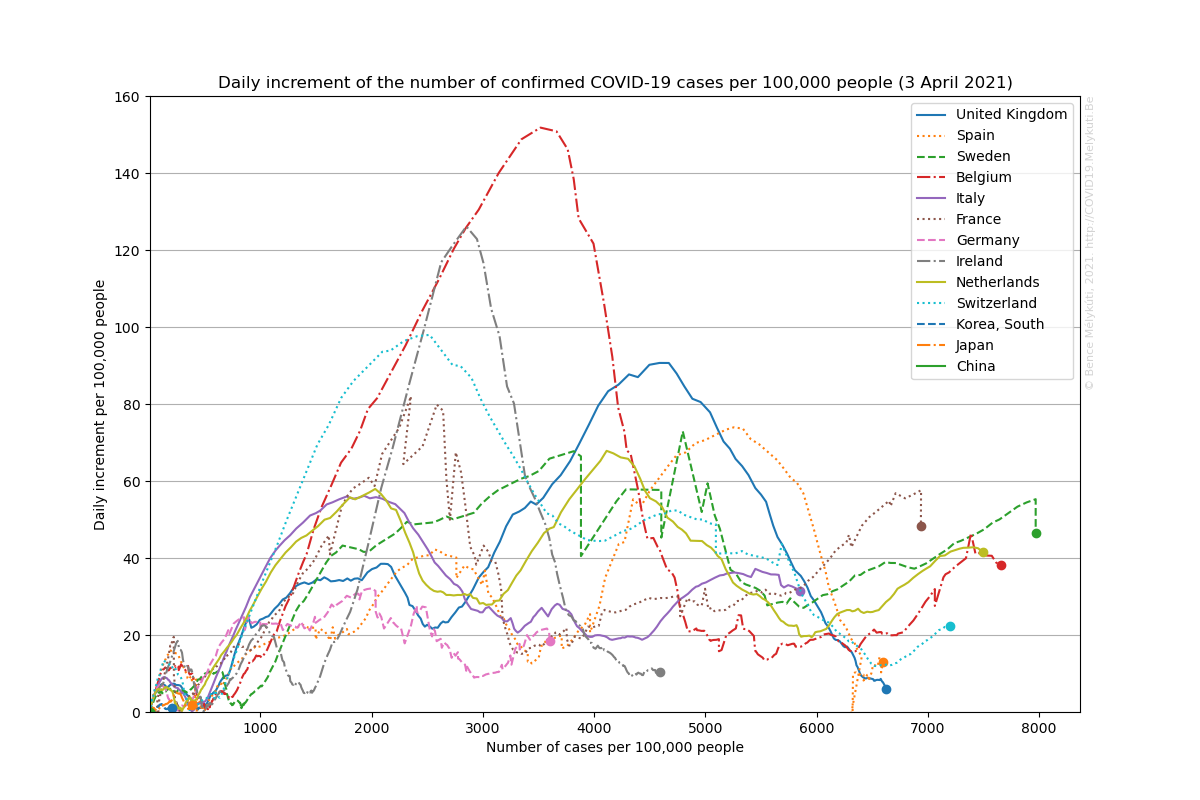 Daily increment of the number of confirmed COVID-19 cases per 100,000 people (3 April 2021)
160
140
120
100
80
60
40
20
0
Daily increment per 100,000 people
1000 2000 3000 4000 5000 6000 7000 8000
Number of cases per 100,000 people
United Kingdom
Spain
Sweden
Belgium
Italy
France
Germany
Ireland
Netherlands
Switzerland
Korea, South
Japan
China
© Bence Mélykúti, 2021 http://COVID19.Melykuti.Be